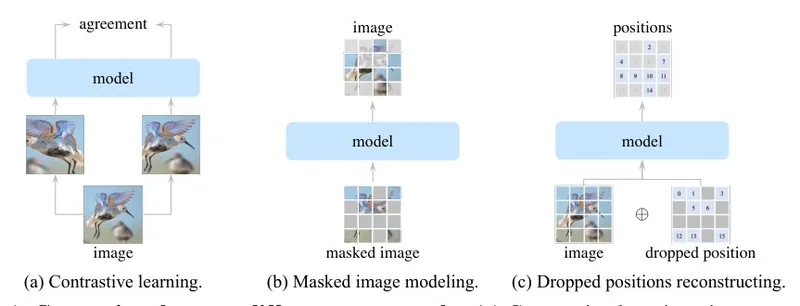 agreement
model
image
(a) Contrastive learning.
image
model
masked image
(b) Masked image modeling.
positions
2
4 7
8 9 10 11
14
model
0 1 3
5 6
12 13 15
image
⊕
dropped position
(c) Dropped positions reconstructing.